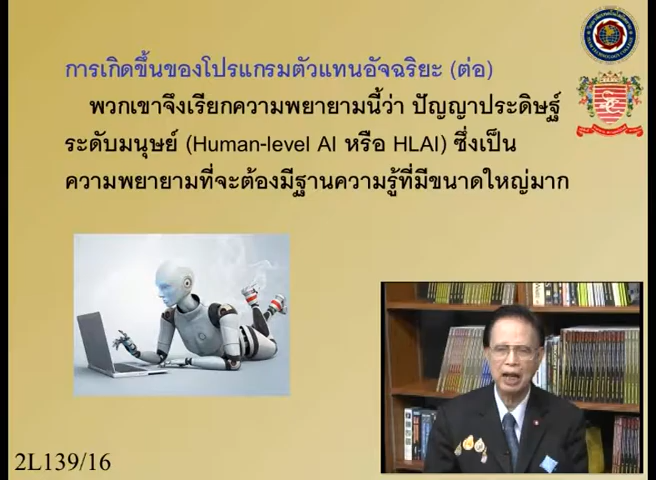 การเกิดขึ้นของโปรแกรมตัวแทนอัจฉริยะ (ต่อ)
พวกเขาจึงเรียกความพยายามนี้ว่า ปัญญาประดิษฐ์
ระดับมนุษย์ (Human-level AI หรือ HLAI) ซึ่งเป็น
ความพยายามที่จะต้องมีฐานความรู้ที่มีขนาดใหญ่มาก
2L139/16